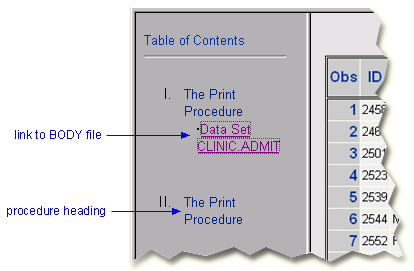 Table of Contents
I. The Print
Procedure
·Data Set
CLINIC.ADMIT
II. The Print
Procedure
link to BODY file
procedure heading
Obs ID
1 2458
2 246
3 2501
4 2523
5 2539
6 2544 M
7 2552